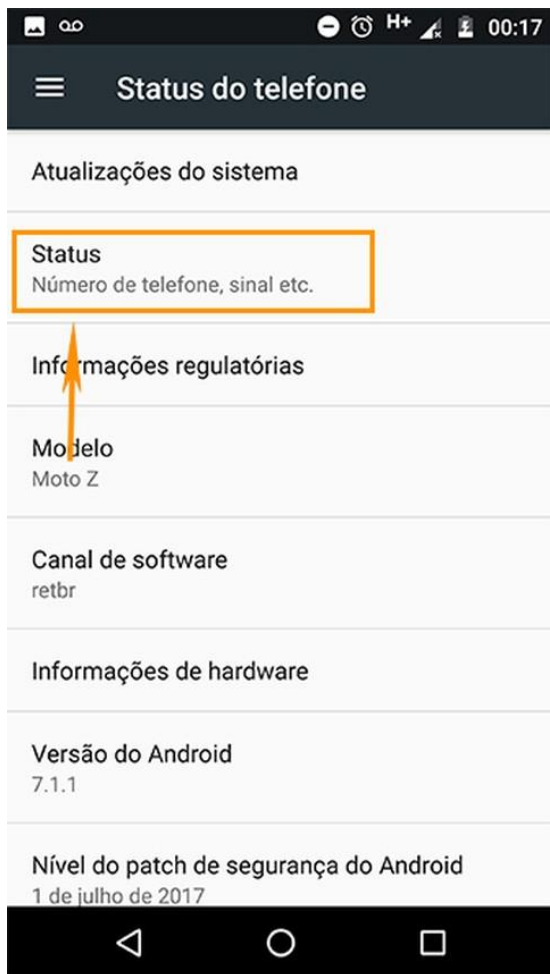 H+ 00:17
Status do telefone
Atualizações do sistema
Status
Número de telefone, sinal etc.
Informações regulatórias
Modelo
Moto Z
Canal de software
retbr
Informações de hardware
Versão do Android
7.1.1
Nível do patch de segurança do Android
1 de julho de 2017